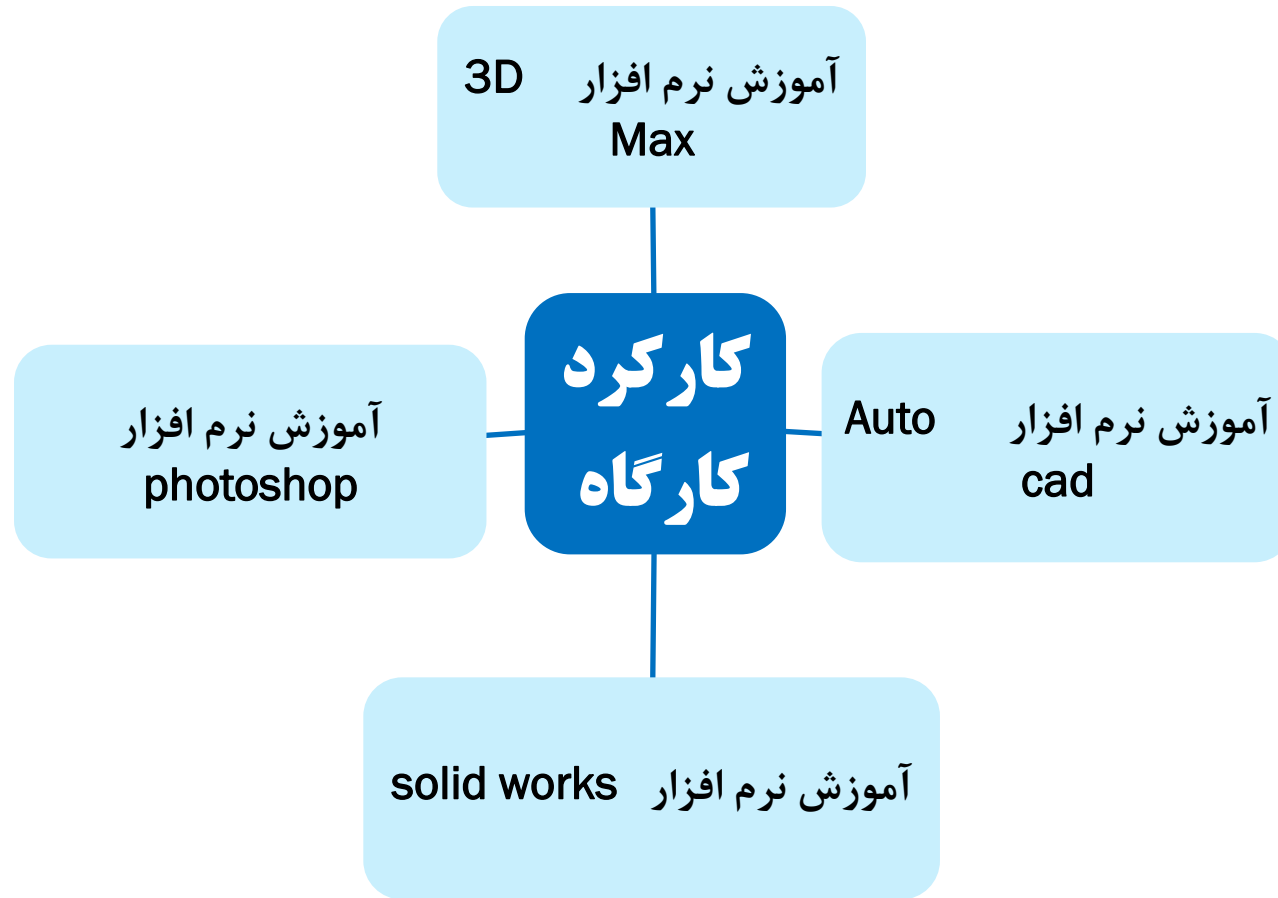 آموزش نرم افزار 3D
Max
کارکرد
کارگاه
آموزش نرم افزار Auto
cad
آموزش نرم افزار
photoshop
آموزش نرم افزار solid works